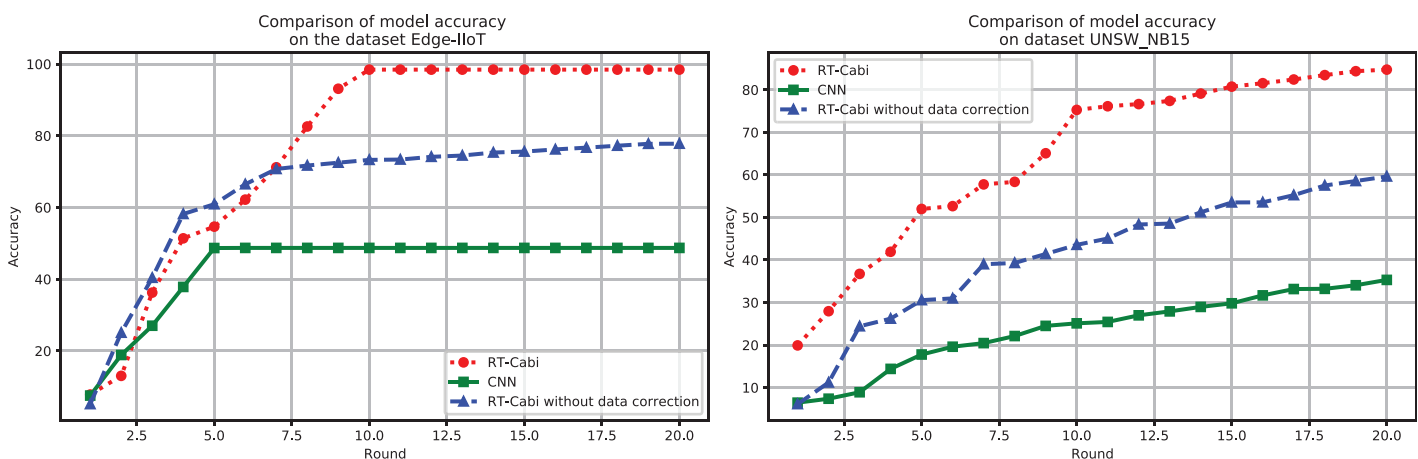 Comparison of model accuracy
on the dataset Edge-IIoT
Accuracy
100
80
60
40
20
RT-Cabi
CNN
RT-Cabi without data correction
2.5 5.0 7.5 10.0 12.5 15.0 17.5 20.0
Round
Comparison of model accuracy
on dataset UNSW_NB15
Accuracy
80
70
60
50
40
30
20
10
RT-Cabi
CNN
RT-Cabi without data correction
2.5 5.0 7.5 10.0 12.5 15.0 17.5 20.0
Round